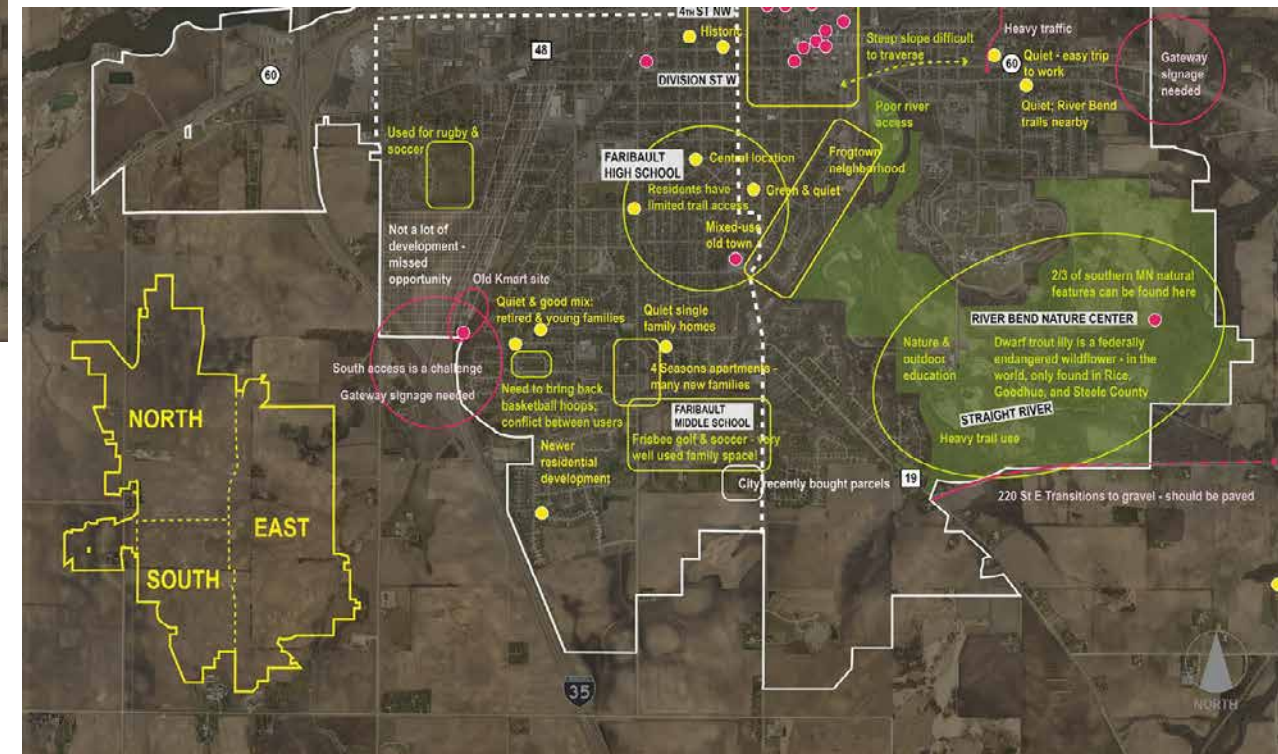 4TH ST NW
Historic
48
DIVISION ST W
Steep slope difficult
to traverse
Heavy traffic
60
Quiet - easy trip
to work
Quiet; River Bend
trails nearby
Gateway
signage
needed
60
Used for rugby &
soccer
Poor river
access
FARIBAULT
HIGH SCHOOL
Central location
Frogtown
neighborhood
Residents have
limited trail access
Green & quiet
Mixed-use
old town
Not a lot of
development -
missed
opportunity
Old Kmart site
Quiet & good mix:
retired & young families
Quiet single
family homes
2/3 of southern MN natural
features can be found here
RIVER BEND NATURE CENTER
Nature &
outdoor
education
Dwarf trout lily is a federally
endangered wildflower - in the
world, only found in Rice,
Goodhue, and Steele County
STRAIGHT RIVER
Heavy trail use
South access is a challenge
Gateway signage needed
4 Seasons apartments -
many new families
Need to bring back
basketball hoops;
conflict between users
FARIBAULT
MIDDLE SCHOOL
Frisbee golf & soccer - very
well used family space!
Newer
residential
development
City recently bought parcels
19
220 St E Transitions to gravel - should be paved
NORTH
EAST
SOUTH
35
NORTH